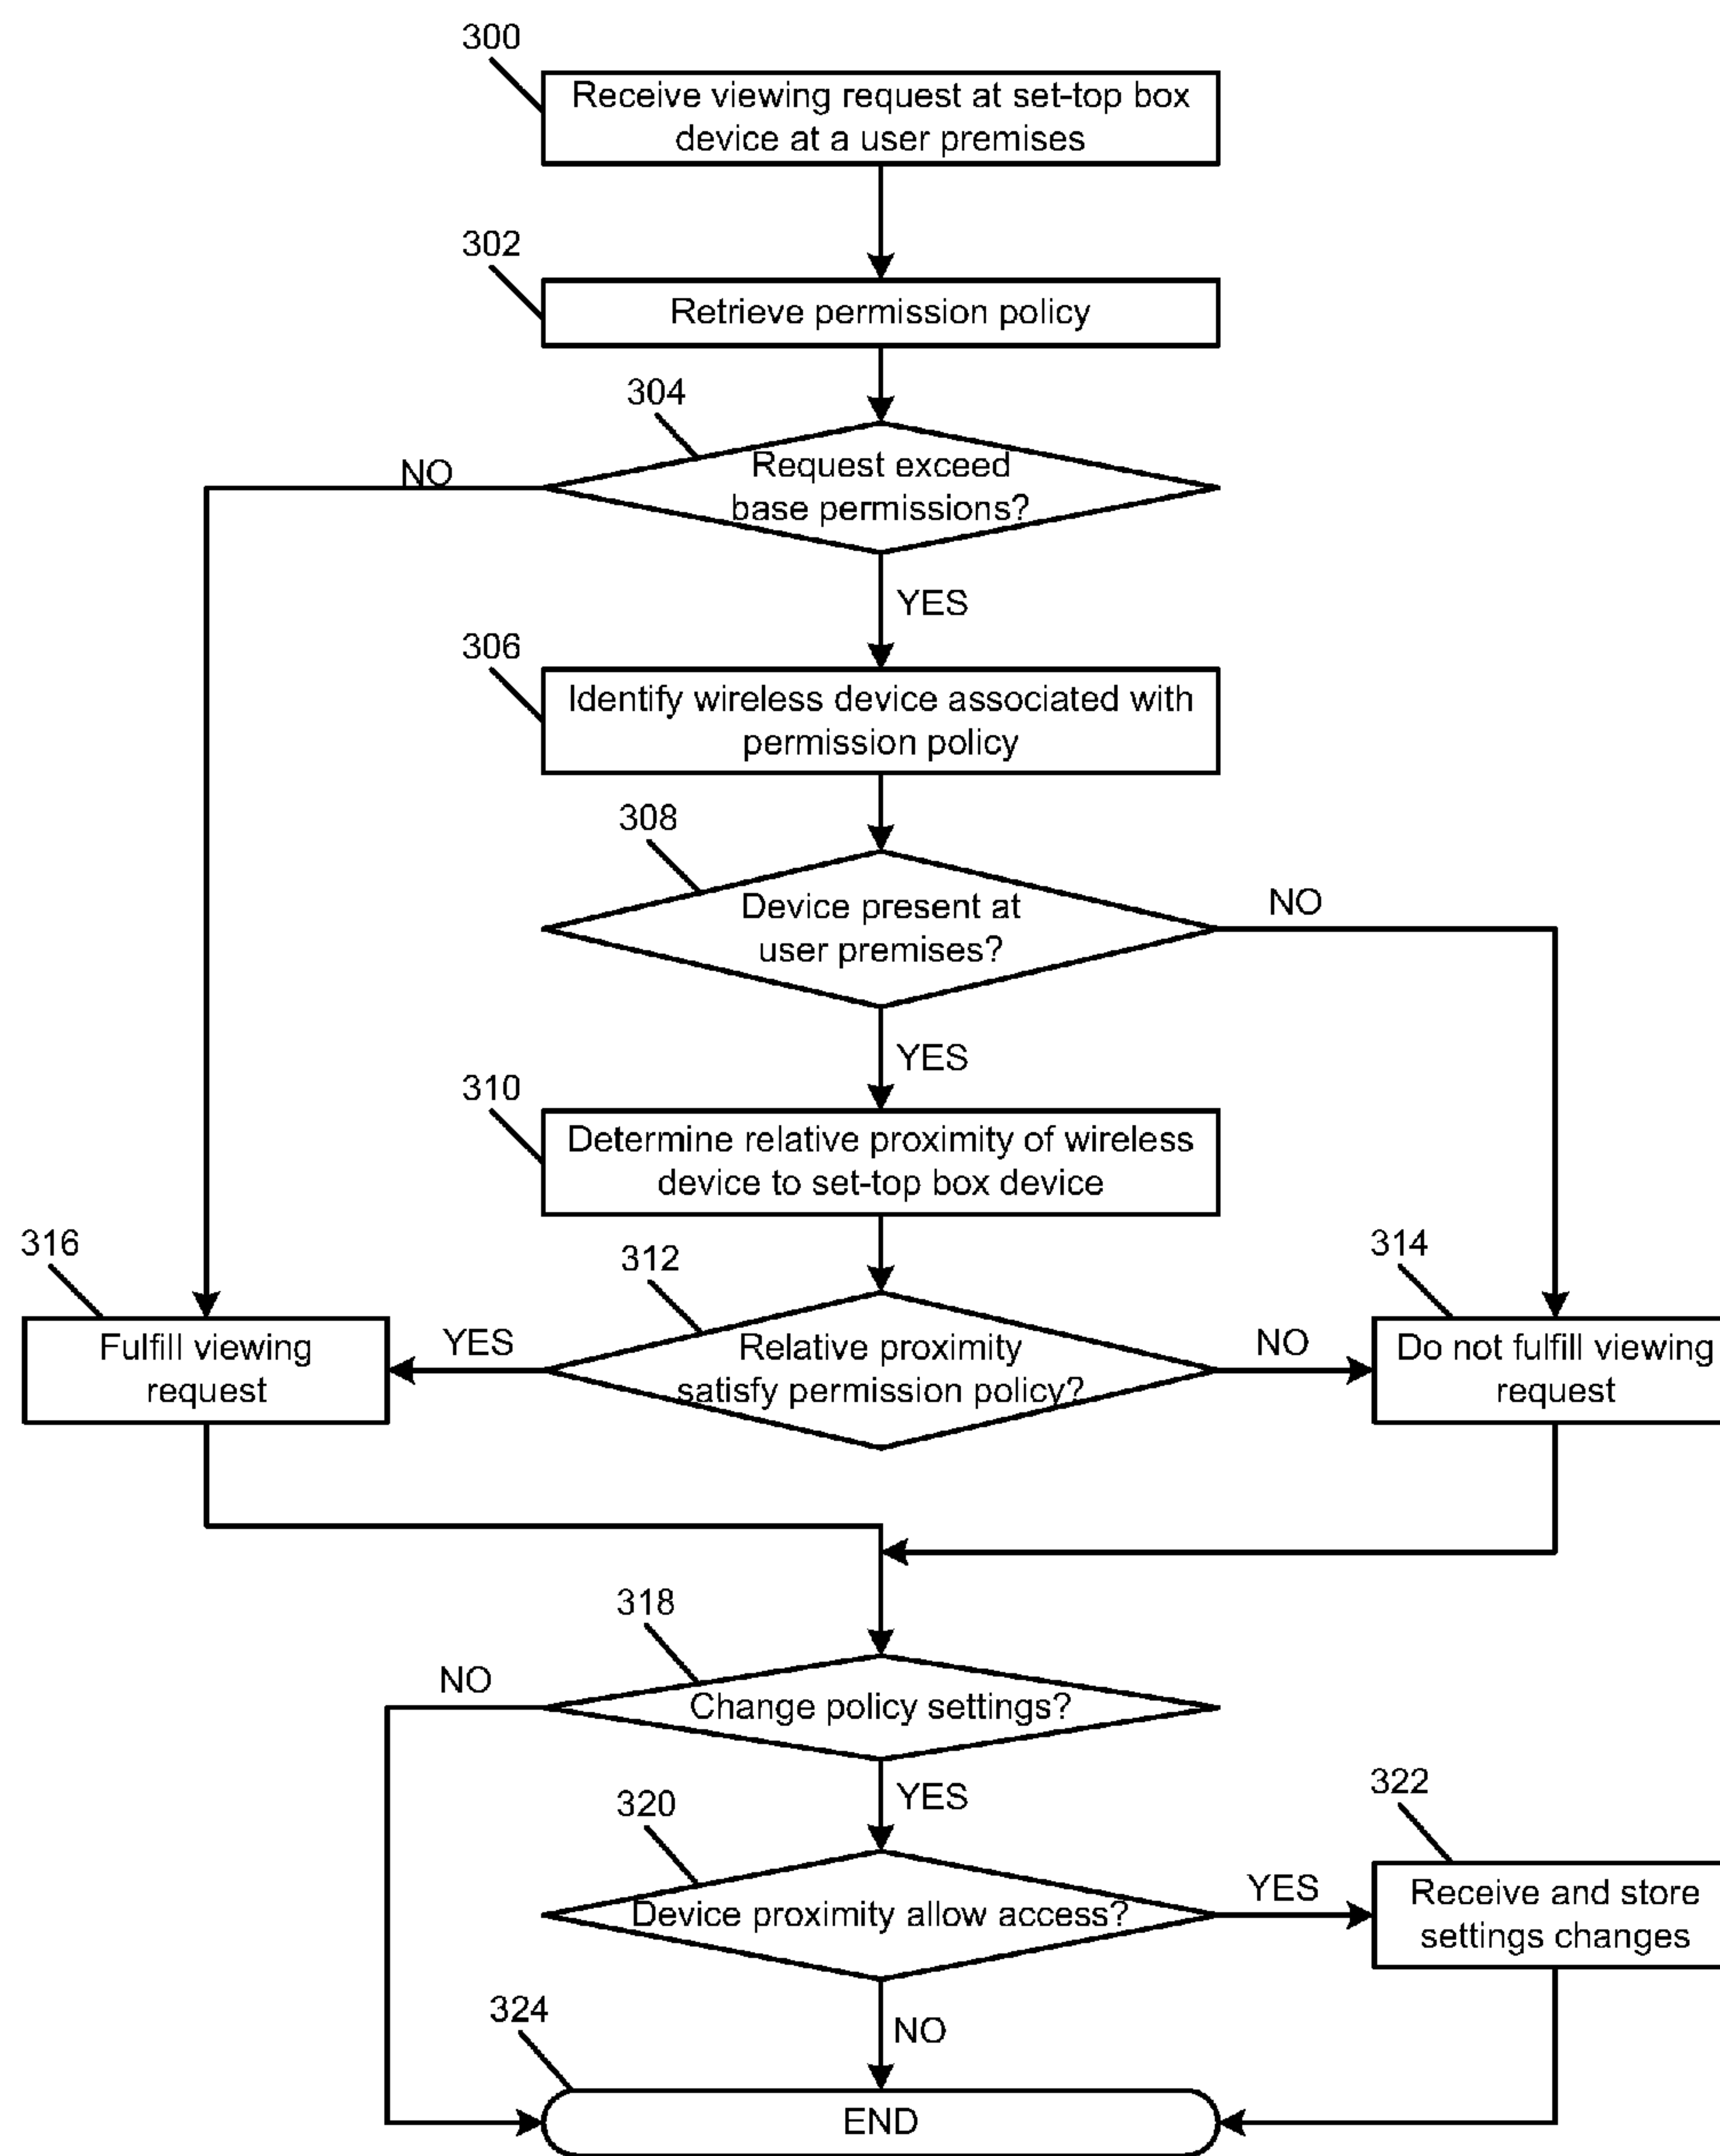 300
Receive viewing request at set-top box
device at a user premises
302
Retrieve permission policy
304
Request exceed
base permissions?
NO
YES
306
Identify wireless device associated with
permission policy
308
Device present at
user premises?
NO
YES
310
Determine relative proximity of wireless
device to set-top box device
316
Fulfill viewing
request
312
Relative proximity
satisfy permission policy?
YES
NO
314
Do not fulfill viewing
request
318
Change policy settings?
NO
YES
320
Device proximity allow access?
YES
322
Receive and store
settings changes
NO
324
END